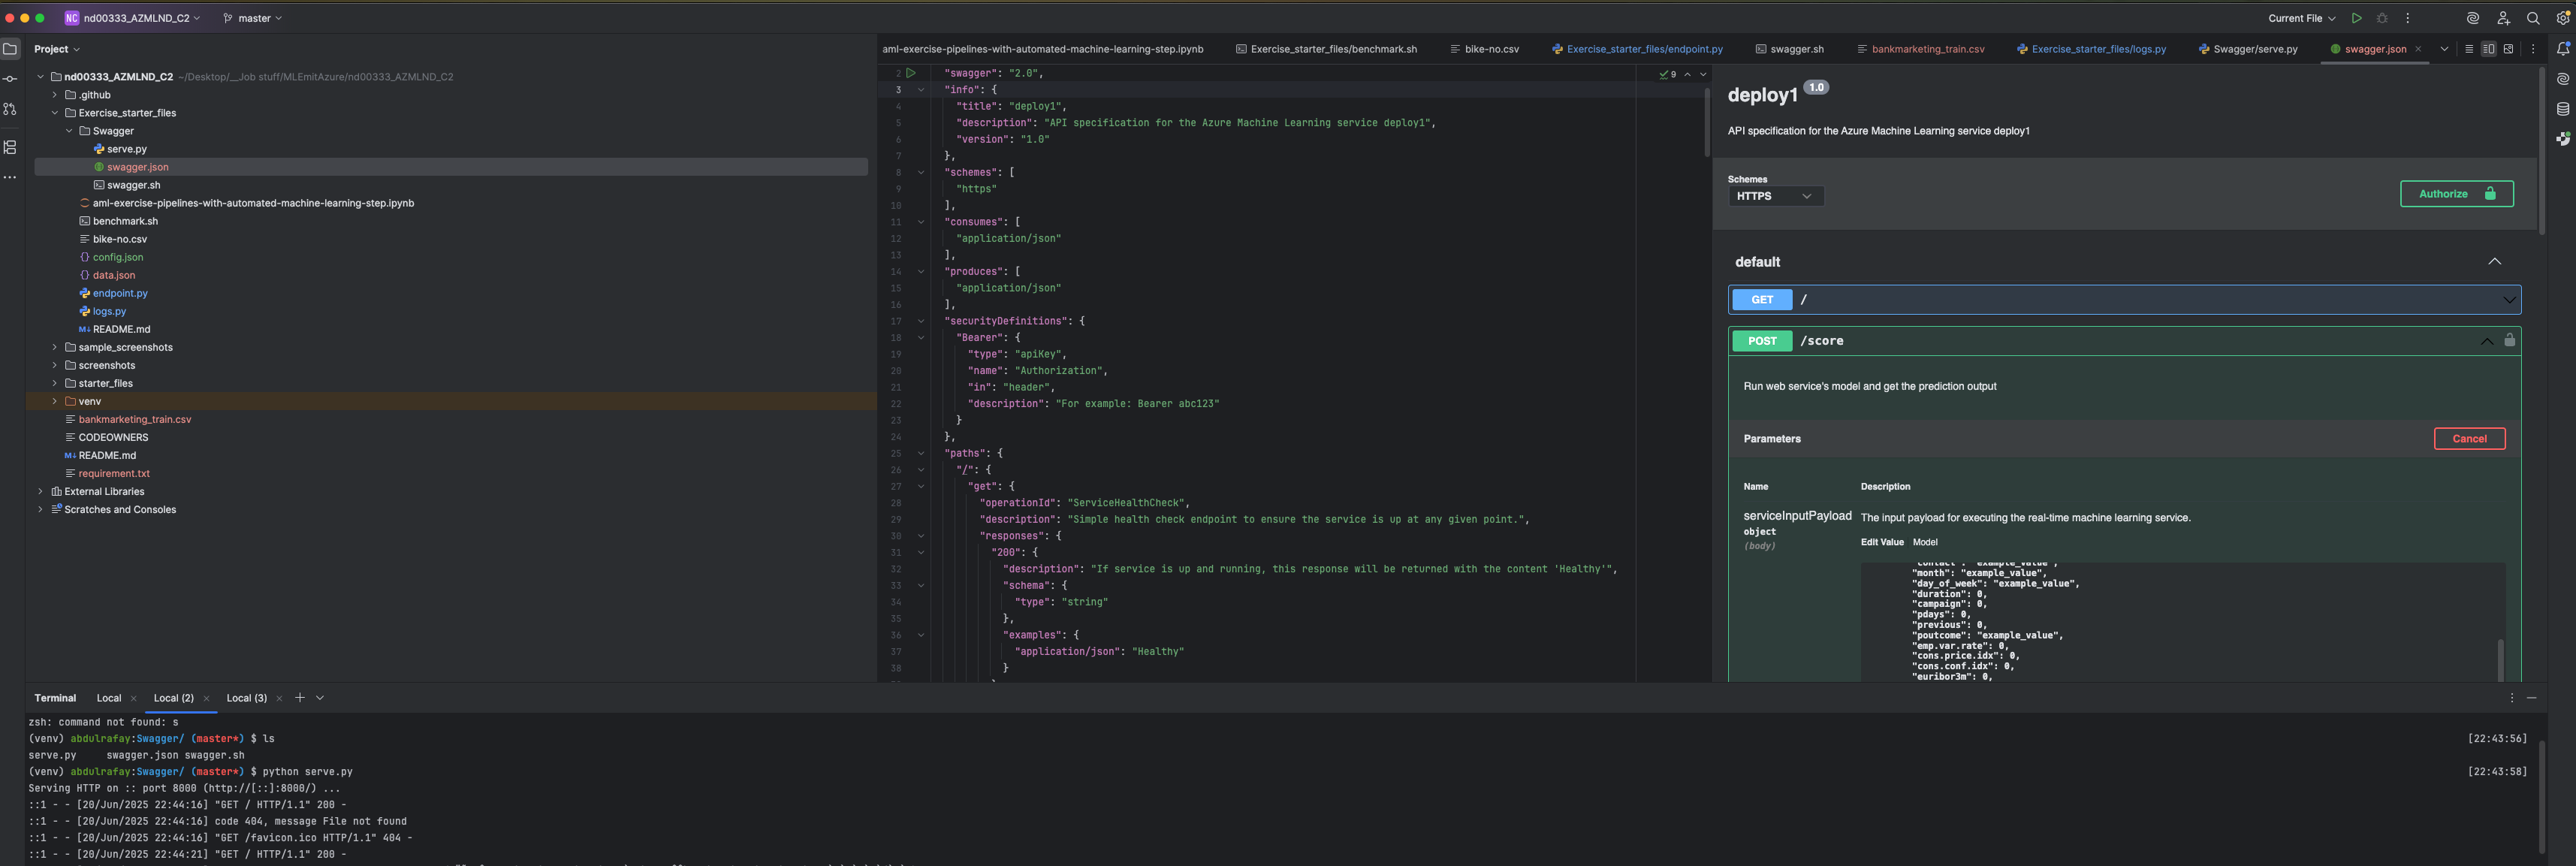 NC nd00333_AZMLND_C2 master Current File
Project
nd00333_AZMLND_C2 ~/Desktop/__Job stuff/MLEmitAzure/nd00333_AZMLND_C2
.github
Exercise_starter_files
Swagger
serve.py
swagger.json
swagger.sh
aml-exercise-pipelines-with-automated-machine-learning-step.ipynb
benchmark.sh
bike-no.csv
{} config.json
{} data.json
endpoint.py
logs.py
M↓ README.md
sample_screenshots
screenshots
starter_files
venv
bankmarketing_train.csv
CODEOWNERS
M↓ README.md
requirement.txt
External Libraries
Scratches and Consoles
aml-exercise-pipelines-with-automated-machine-learning-step.ipynb Exercise_starter_files/benchmark.sh bike-no.csv Exercise_starter_files/endpoint.py swagger.sh bankmarketing_train.csv Exercise_starter_files/logs.py Swagger/serve.py swagger.json
9
2 "swagger": "2.0",
3 "info": {
4 "title": "deploy1",
5 "description": "API specification for the Azure Machine Learning service deploy1",
6 "version": "1.0"
7 },
8 "schemes": [
9 "https"
10 ],
11 "consumes": [
12 "application/json"
13 ],
14 "produces": [
15 "application/json"
16 ],
17 "securityDefinitions": {
18 "Bearer": {
19 "type": "apiKey",
20 "name": "Authorization",
21 "in": "header",
22 "description": "For example: Bearer abc123"
23 }
24 },
25 "paths": {
26 "/": {
27 "get": {
28 "operationId": "ServiceHealthCheck",
29 "description": "Simple health check endpoint to ensure the service is up at any given point.",
30 "responses": {
31 "200": {
32 "description": "If service is up and running, this response will be returned with the content 'Healthy'",
33 "schema": {
34 "type": "string"
35 },
36 "examples": {
37 "application/json": "Healthy"
38 }
deploy1 1.0
API specification for the Azure Machine Learning service deploy1
Schemes
HTTPS
Authorize
default
GET /
POST /score
Run web service's model and get the prediction output
Parameters
Cancel
Name Description
serviceInputPayload The input payload for executing the real-time machine learning service.
object
(body)
Edit Value Model
"contact": "example_value",
"month": "example_value",
"day_of_week": "example_value",
"duration": 0,
"campaign": 0,
"pdays": 0,
"previous": 0,
"poutcome": "example_value",
"emp.var.rate": 0,
"cons.price.idx": 0,
"cons.conf.idx": 0,
"euribor3m": 0,
Terminal Local Local (2) Local (3)
zsh: command not found: s
(venv) abdulrafay:Swagger/ (master*) $ ls [22:43:56]
serve.py swagger.json swagger.sh
(venv) abdulrafay:Swagger/ (master*) $ python serve.py [22:43:58]
Serving HTTP on :: port 8000 (http://[::]:8000/) ...
::1 - - [20/Jun/2025 22:44:16] "GET / HTTP/1.1" 200 -
::1 - - [20/Jun/2025 22:44:16] code 404, message File not found
::1 - - [20/Jun/2025 22:44:16] "GET /favicon.ico HTTP/1.1" 404 -
::1 - - [20/Jun/2025 22:44:21] "GET / HTTP/1.1" 200 -